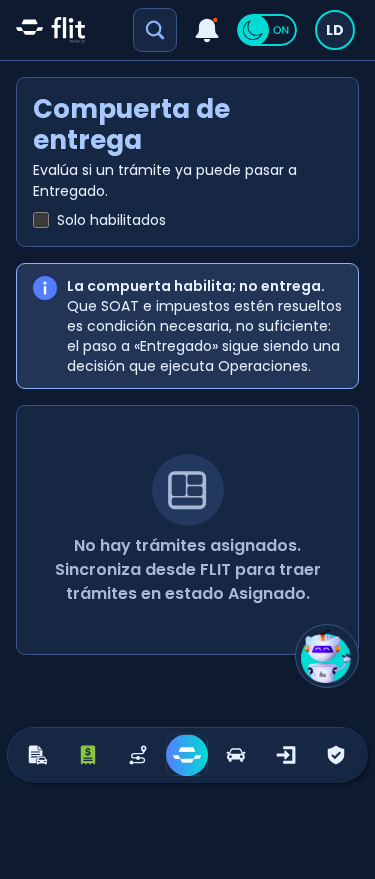 flit
ON
LD
Compuerta de
entrega
Evalúa si un trámite ya puede pasar a
Entregado.
Solo habilitados
La compuerta habilita; no entrega.
Que SOAT e impuestos estén resueltos
es condición necesaria, no suficiente:
el paso a «Entregado» sigue siendo una
decisión que ejecuta Operaciones.
No hay trámites asignados.
Sincroniza desde FLIT para traer
trámites en estado Asignado.